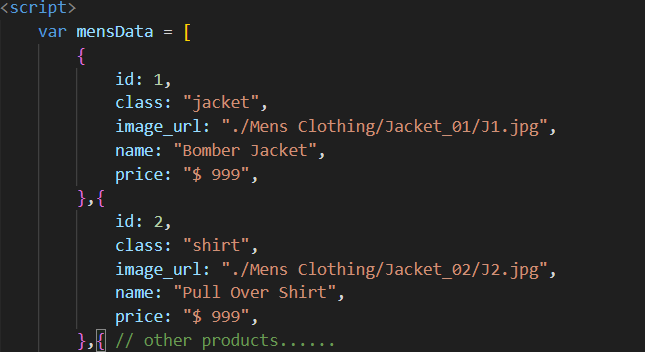 <script>
var mensData = [
{
id: 1,
class: "jacket",
image_url: "./Mens Clothing/Jacket_01/J1.jpg",
name: "Bomber Jacket",
price: "$ 999",
},{
id: 2,
class: "shirt",
image_url: "./Mens Clothing/Jacket_02/J2.jpg",
name: "Pull Over Shirt",
price: "$ 999",
},{ // other products......